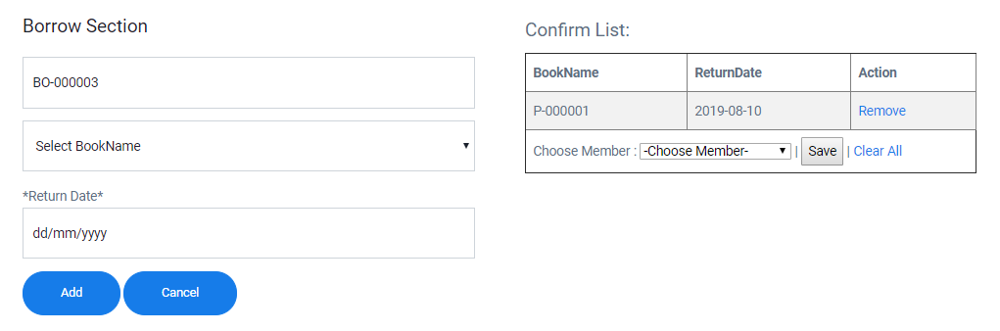 Borrow Section
BO-000003
Select BookName
*Return Date*
dd/mm/yyyy
Add Cancel
Confirm List:
BookName ReturnDate Action
P-000001 2019-08-10 Remove
Choose Member : -Choose Member- | Save | Clear All